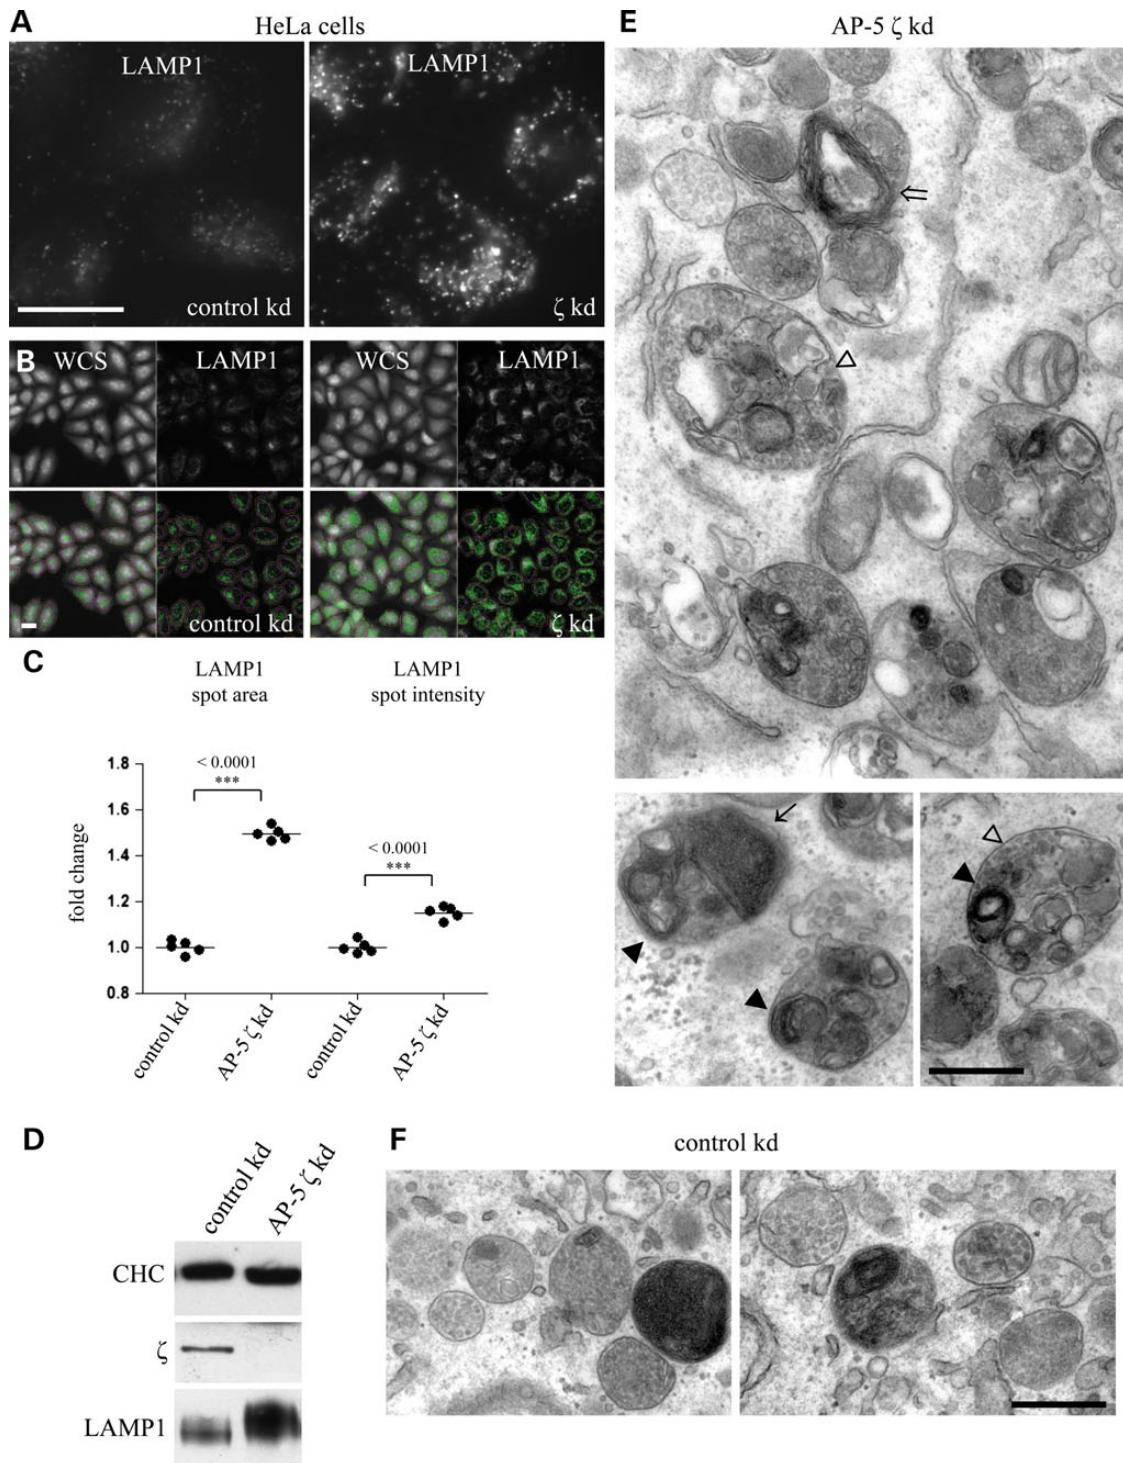 A
HeLa cells
LAMP1
LAMP1
control kd
ζ kd
B
WCS
LAMP1
WCS
LAMP1
control kd
ζ kd
C
LAMP1
spot area
LAMP1
spot intensity
< 0.0001
***
< 0.0001
***
fold change
1.8
1.6
1.4
1.2
1.0
0.8
control kd
AP-5 ζ kd
control kd
AP-5 ζ kd
D
control kd
AP-5 ζ kd
CHC
ζ
LAMP1
E
AP-5 ζ kd
F
control kd